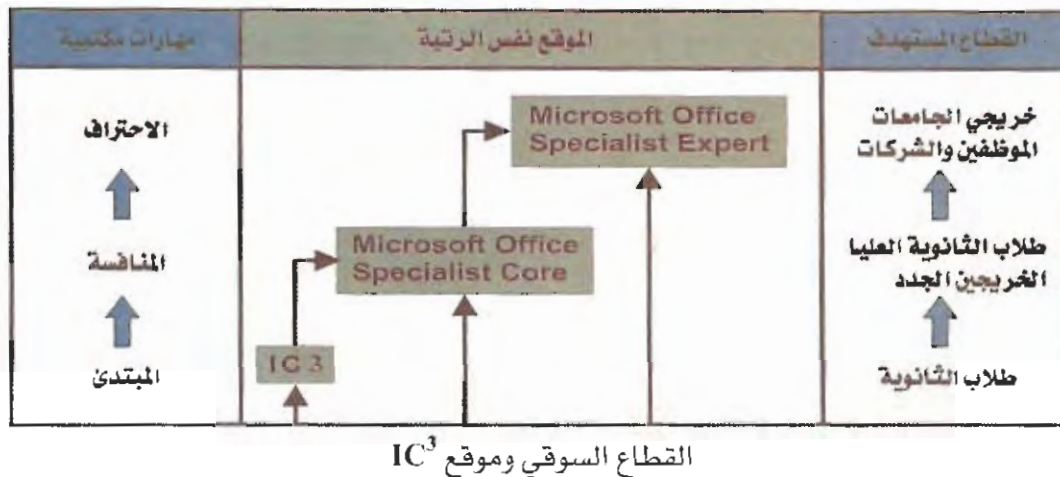 القطاع المستهدف
الموقع نفس الرتبة
مهارات مكتبية
خريجي الجامعات
الموظفين والشركات
طلاب الثانوية العليا
الخريجين الجدد
طلاب الثانوية
Microsoft Office
Specialist Expert
Microsoft Office
Specialist Core
IC 3
الاحتراف
المنافسة
المبتدئ
القطاع السوقي وموقع IC³